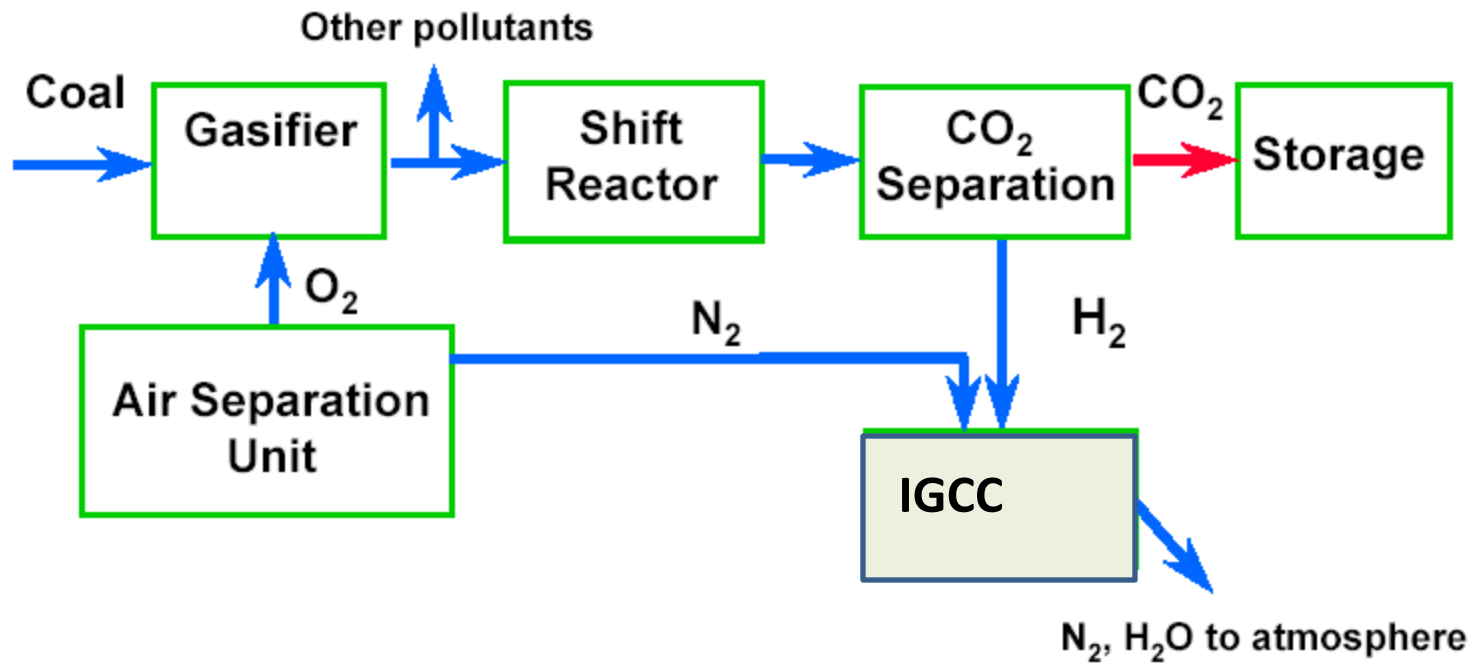 Other pollutants
Coal
Gasifier
Shift
Reactor
CO₂
Separation
CO₂
Storage
O₂
N₂
H₂
Air Separation
Unit
IGCC
N₂, H₂O to atmosphere